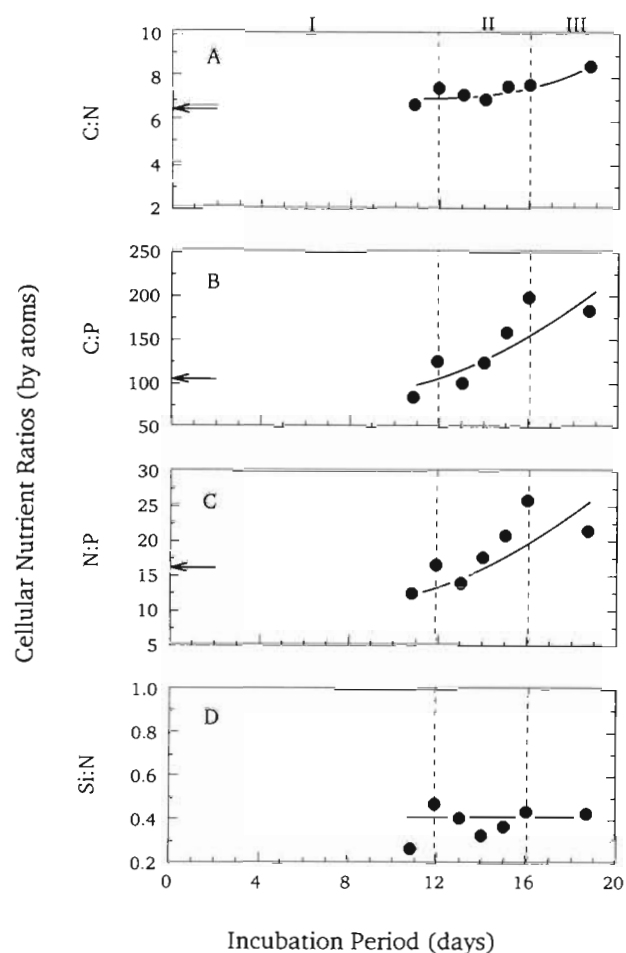 I II III
A
C:N
10
8
6
4
2
B
C:P
250
200
150
100
50
C
N:P
30
25
20
15
10
5
D
Si:N
1.0
0.8
0.6
0.4
0.2
0 4 8 12 16 20
Cellular Nutrient Ratios (by atoms)
Incubation Period (days)